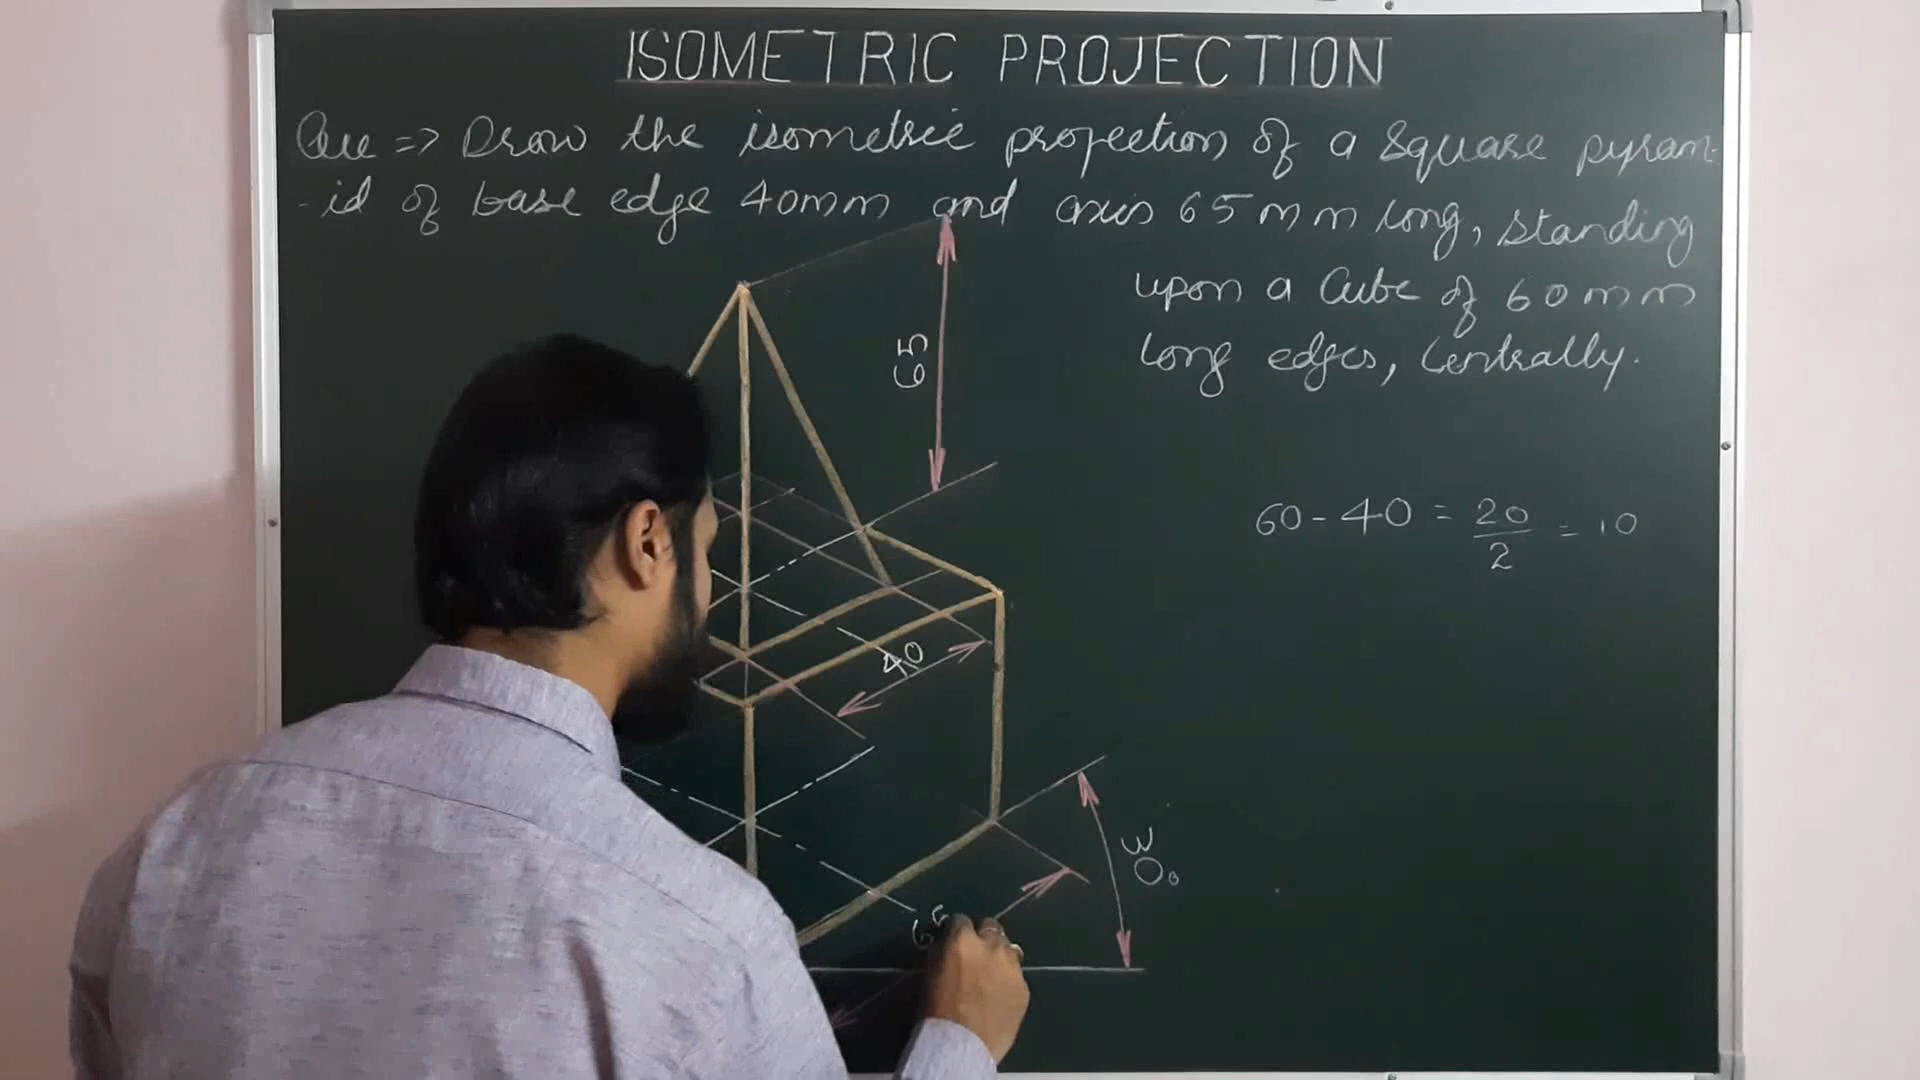 ISOMETRIC PROJECTION
Que => Draw the isometric projection of a square pyram-
-id of base edge 40mm and axis 65mm long, standing
upon a cube of 60mm
long edges, centrally.
65
60 - 40 = 20/2 = 10
40
30°